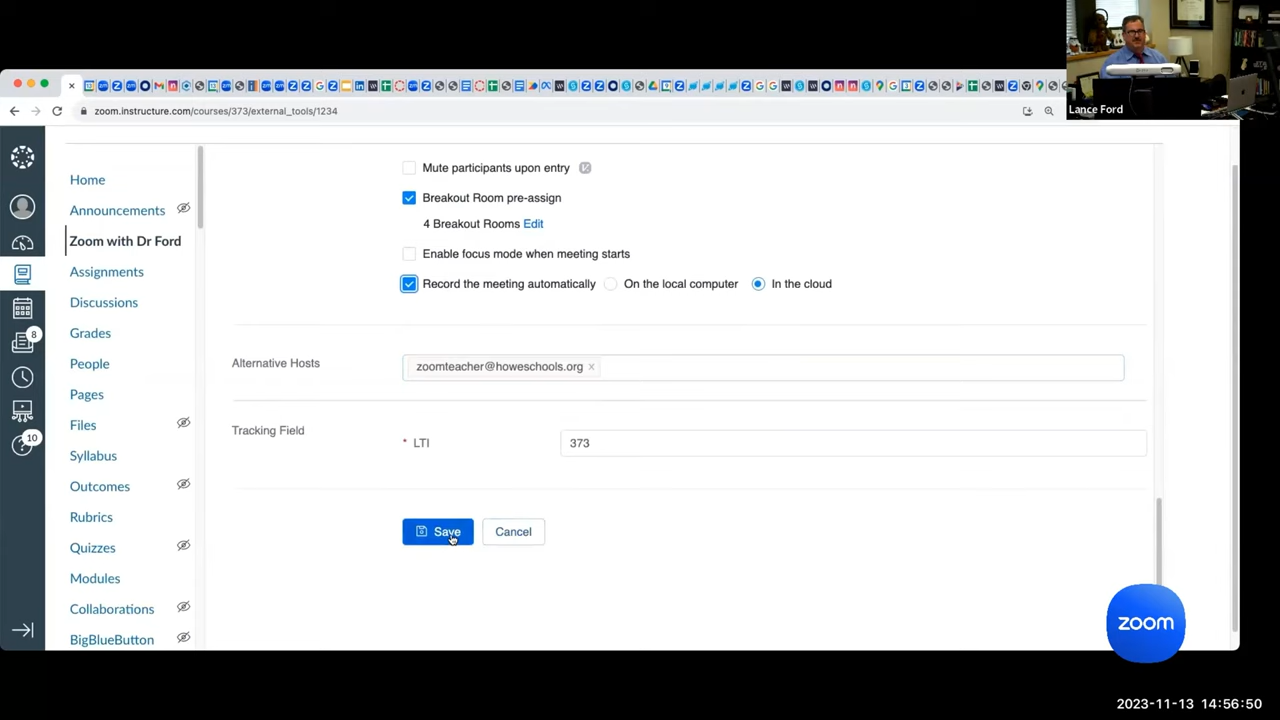 Lance Ford
zoom.instructure.com/courses/373/external_tools/1234
8
10
Home
Announcements
Zoom with Dr Ford
Assignments
Discussions
Grades
People
Pages
Files
Syllabus
Outcomes
Rubrics
Quizzes
Modules
Collaborations
BigBlueButton
Mute participants upon entry
Breakout Room pre-assign
4 Breakout Rooms Edit
Enable focus mode when meeting starts
Record the meeting automatically On the local computer In the cloud
Alternative Hosts zoomteacher@howeschools.org ×
Tracking Field * LTI 373
Save Cancel
zoom
2023-11-13 14:56:50